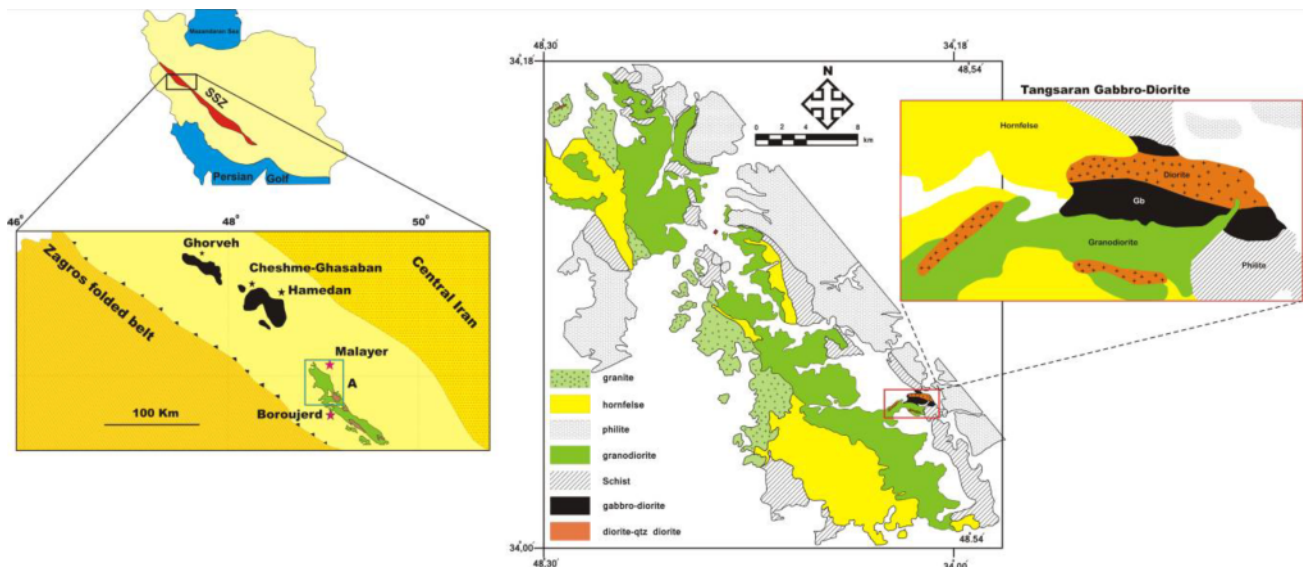 Mazandaran Sea
SSZ
Persian Golf
46°
48°
50°
Ghorveh
Cheshme-Ghasaban
Hamedan
Zagros folded belt
Central Iran
Malayer
A
100 Km
Boroujerd
48,30
34,18
34,18
48,54
N
0 2 4 8
km
granite
hornfelse
philite
granodiorite
Schist
gabbro-diorite
diorite-qtz diorite
34,00
48,30
48,54
34,00
Tangsaran Gabbro-Diorite
Hornfelse
Diorite
Gb
Granodiorite
Philite